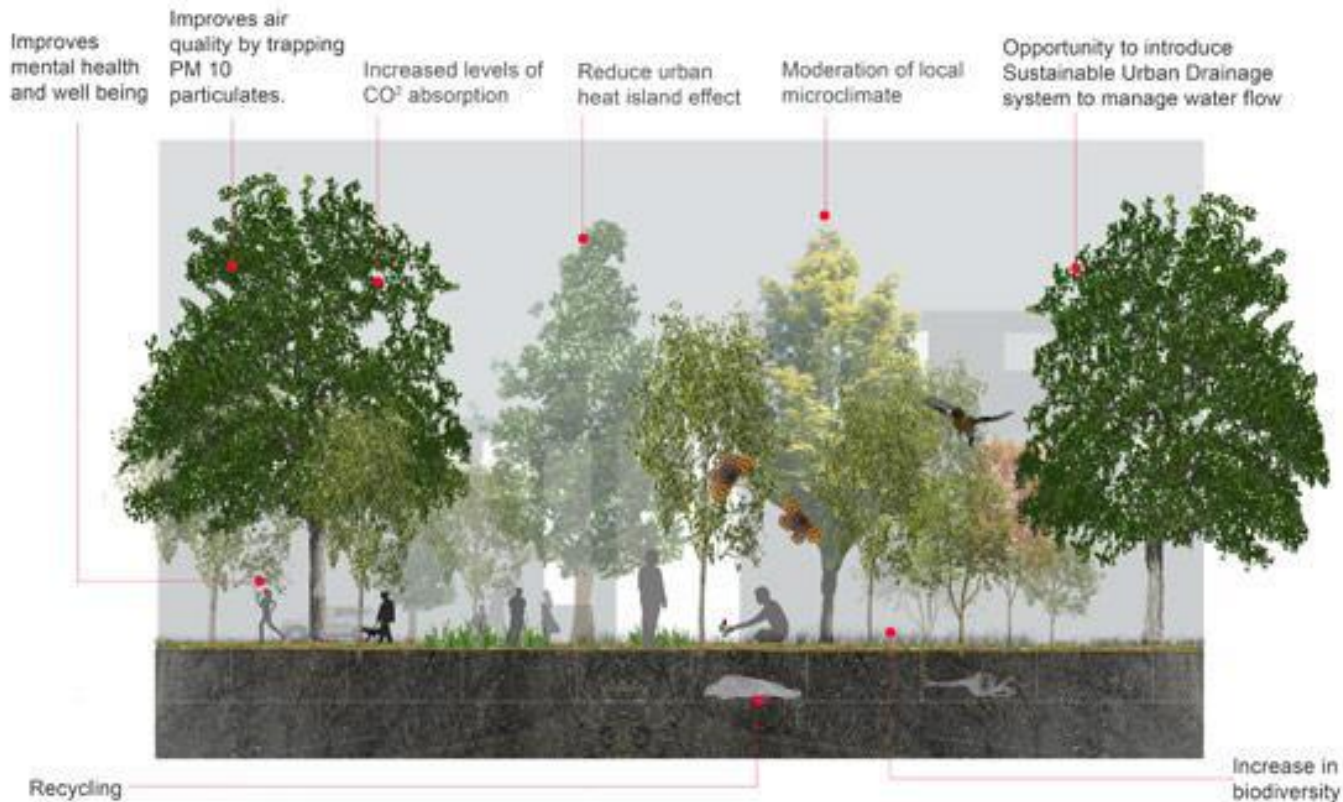 Improves
mental health
and well being
Improves air
quality by trapping
PM 10
particulates.
Increased levels of
CO² absorption
Reduce urban
heat island effect
Moderation of local
microclimate
Opportunity to introduce
Sustainable Urban Drainage
system to manage water flow
Recycling
Increase in
biodiversity